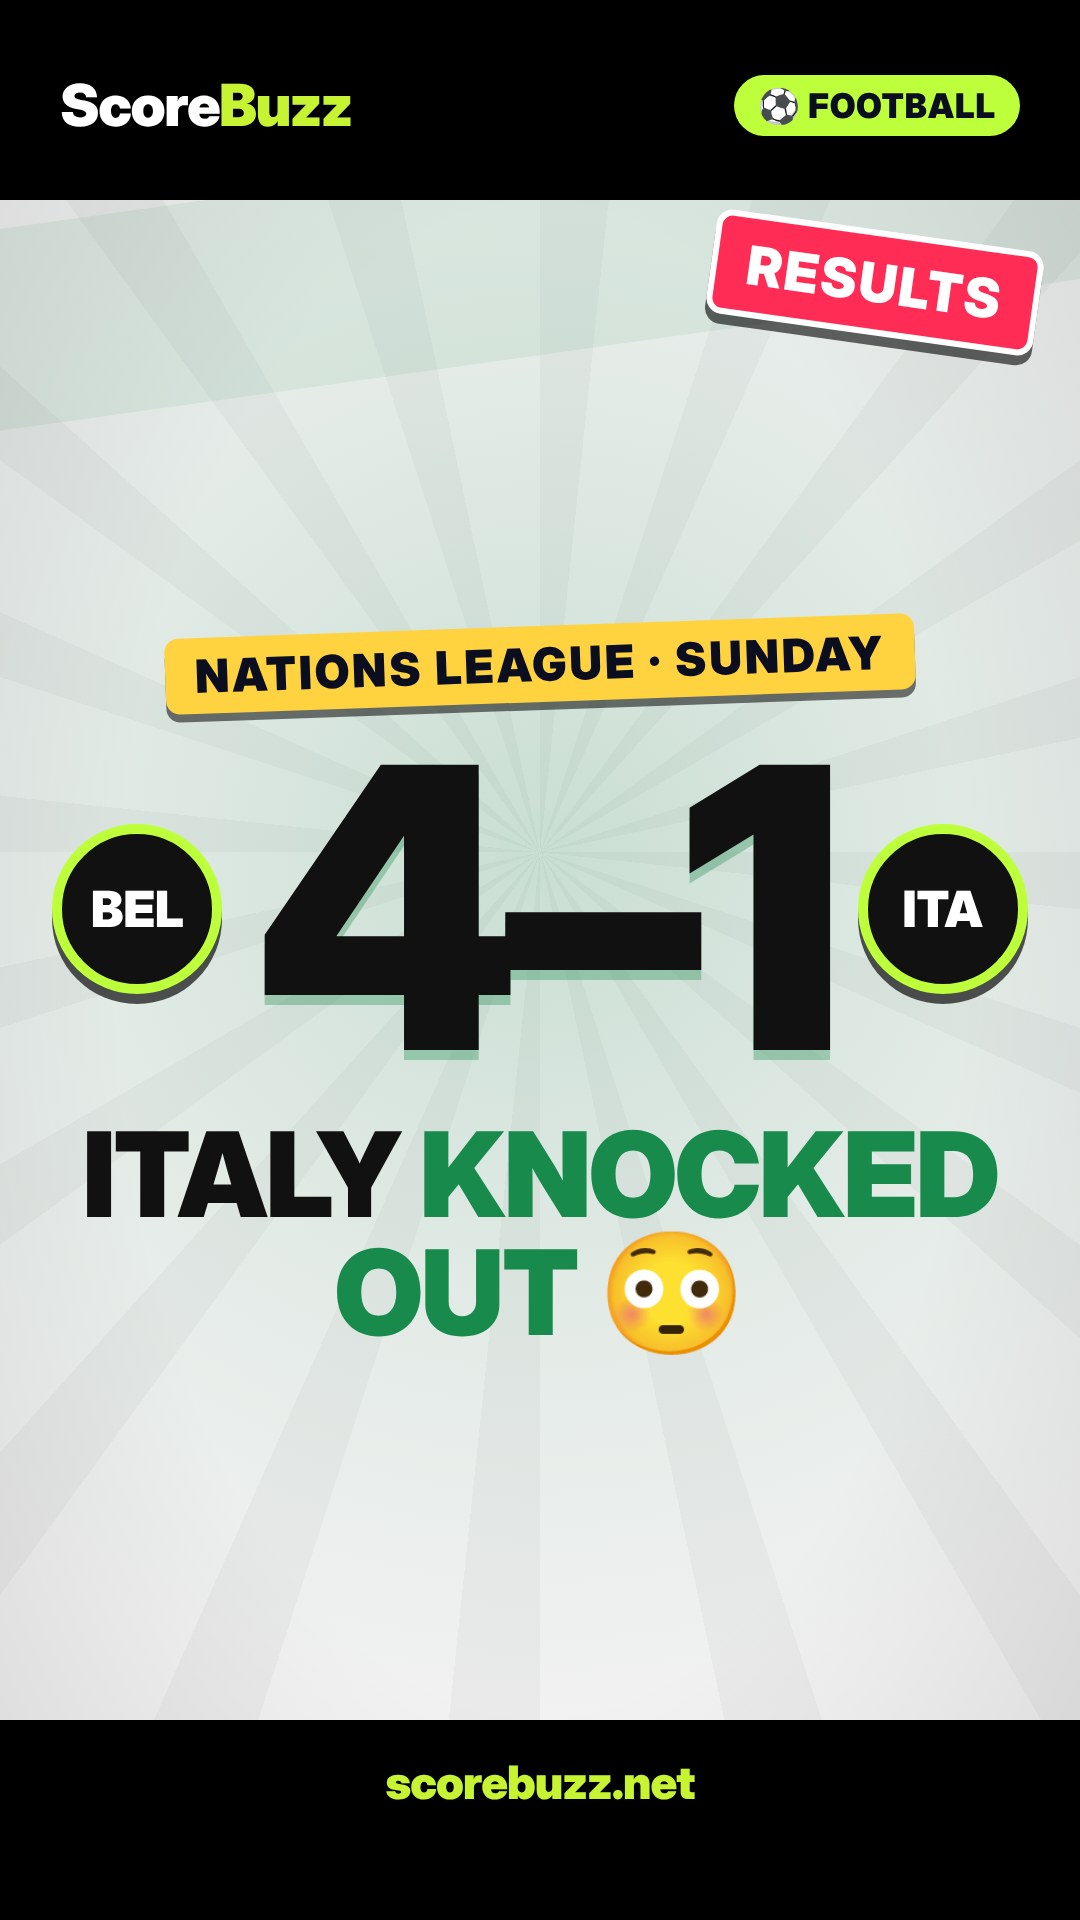 ScoreBuzz
⚽ FOOTBALL
RESULTS
NATIONS LEAGUE · SUNDAY
BEL
4–1
ITA
ITALY KNOCKED
OUT 😳
scorebuzz.net